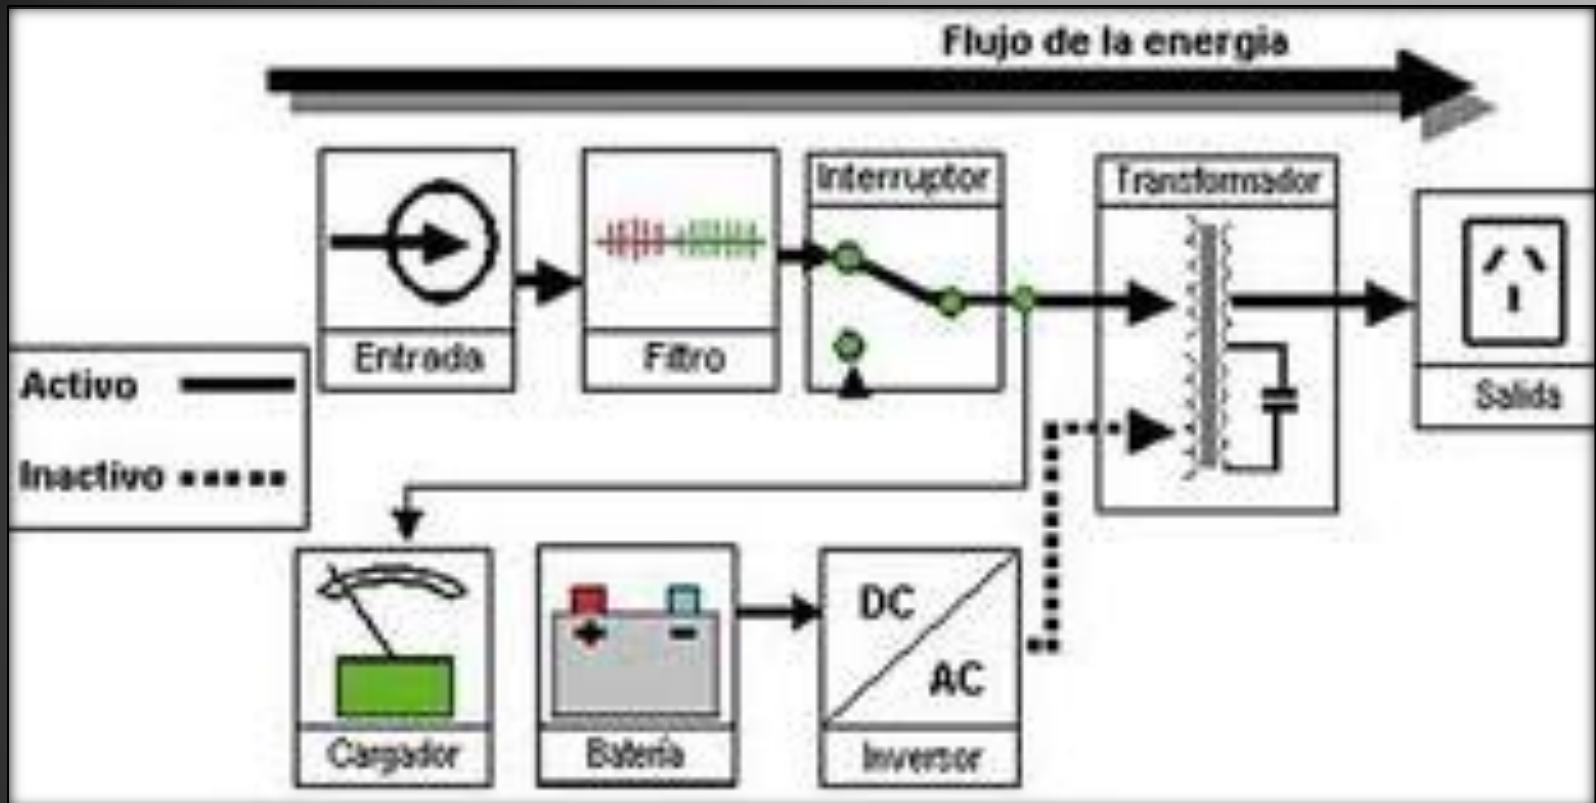 Flujo de la energia
Interruptor
Transformador
Entrada
Filtro
Salida
Activo
Inactivo
+
-
DC
AC
Cargador
Batería
Inversor